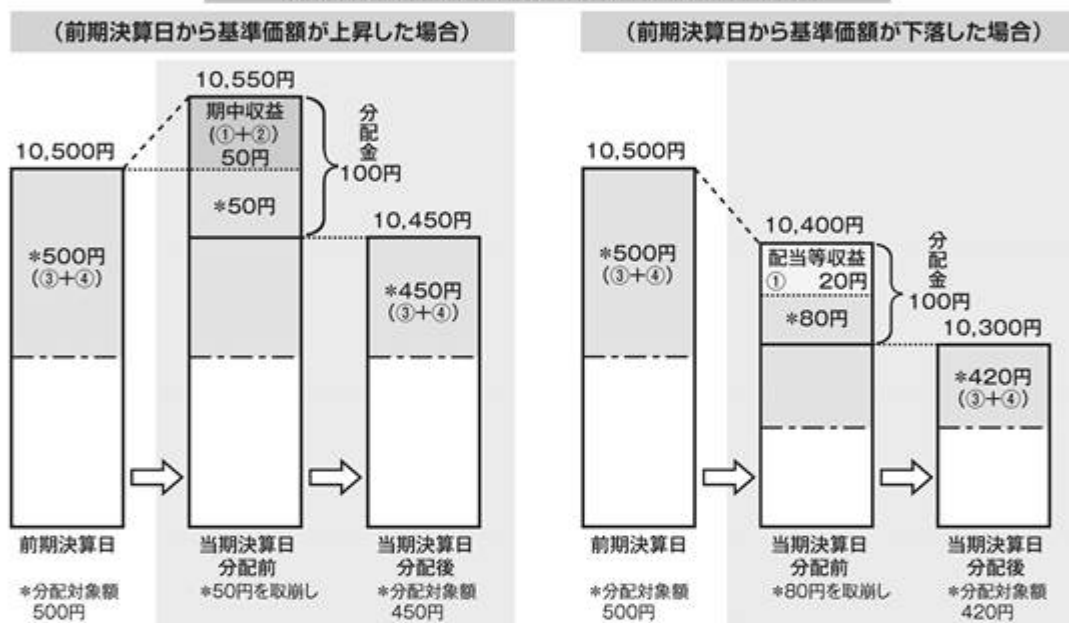 （前期決算日から基準価額が上昇した場合）
10,550円
期中収益
（①＋②）
50円
＊50円
分配金
100円
10,500円
＊500円
（③＋④）
10,450円
＊450円
（③＋④）
前期決算日
当期決算日
分配前
当期決算日
分配後
＊分配対象額
500円
＊50円を取崩し
＊分配対象額
450円
（前期決算日から基準価額が下落した場合）
10,500円
＊500円
（③＋④）
10,400円
配当等収益
① 20円
＊80円
分配金
100円
10,300円
＊420円
（③＋④）
前期決算日
当期決算日
分配前
当期決算日
分配後
＊分配対象額
500円
＊80円を取崩し
＊分配対象額
420円